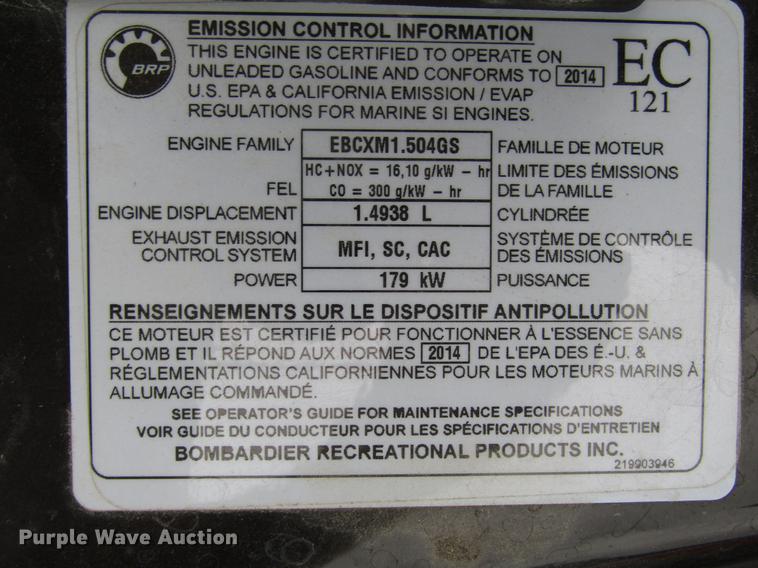 BRP
EMISSION CONTROL INFORMATION
THIS ENGINE IS CERTIFIED TO OPERATE ON
UNLEADED GASOLINE AND CONFORMS TO 2014
U.S. EPA & CALIFORNIA EMISSION / EVAP
REGULATIONS FOR MARINE SI ENGINES.
EC
121
ENGINE FAMILY EBCXM1.504GS FAMILLE DE MOTEUR
HC+NOX = 16,10 g/kW - hr LIMITE DES ÉMISSIONS
FEL CO = 300 g/kW - hr DE LA FAMILLE
ENGINE DISPLACEMENT 1.4938 L CYLINDRÉE
EXHAUST EMISSION SYSTÈME DE CONTRÔLE
CONTROL SYSTEM MFI, SC, CAC DES ÉMISSIONS
POWER 179 kW PUISSANCE
RENSEIGNEMENTS SUR LE DISPOSITIF ANTIPOLLUTION
CE MOTEUR EST CERTIFIÉ POUR FONCTIONNER À L'ESSENCE SANS
PLOMB ET IL RÉPOND AUX NORMES 2014 DE L'EPA DES É.-U. &
RÉGLEMENTATIONS CALIFORNIENNES POUR LES MOTEURS MARINS À
ALLUMAGE COMMANDÉ.
SEE OPERATOR'S GUIDE FOR MAINTENANCE SPECIFICATIONS
VOIR GUIDE DU CONDUCTEUR POUR LES SPÉCIFICATIONS D'ENTRETIEN
BOMBARDIER RECREATIONAL PRODUCTS INC.
219903946
Purple Wave Auction